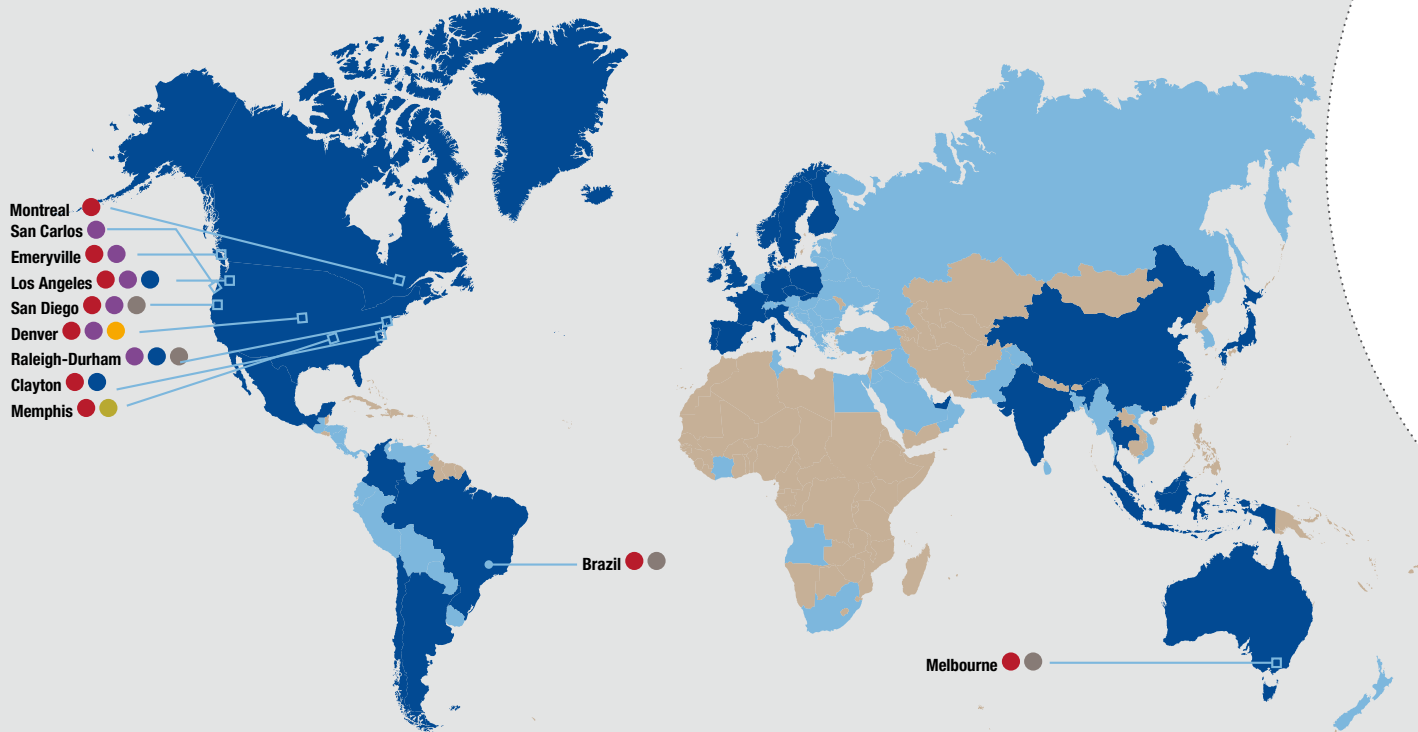 Montreal
San Carlos
Emeryville
Los Angeles
San Diego
Denver
Raleigh-Durham
Clayton
Memphis
Brazil
Melbourne